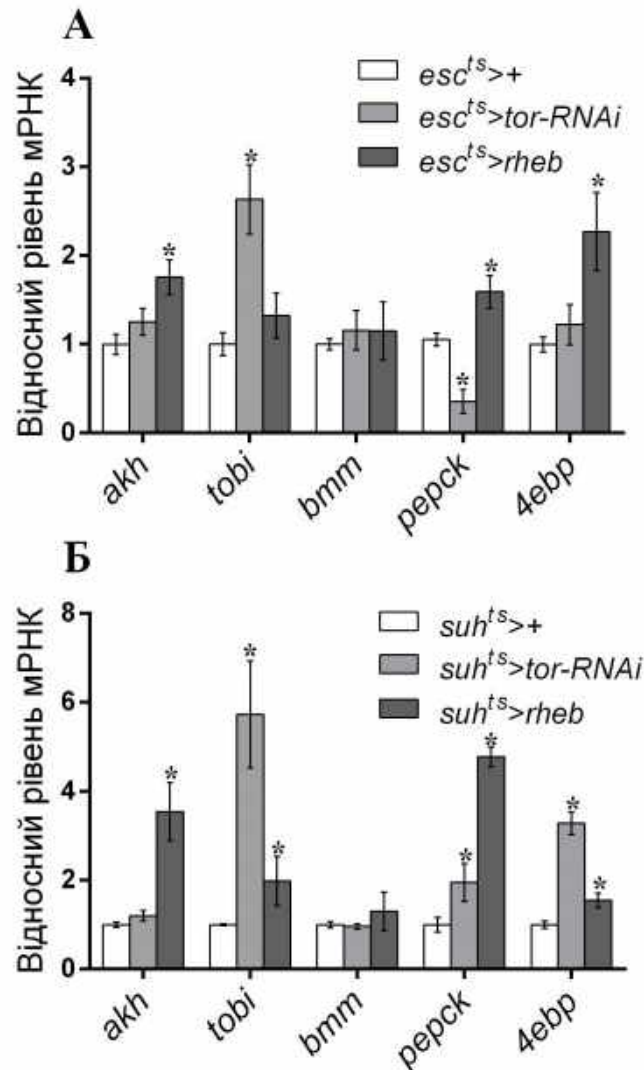 А
Відносний рівень мРНК
4
3
2
1
0
esc^ts>+
esc^ts>tor-RNAi
esc^ts>rheb
*
*
*
*
*
akh
tobi
bmm
pepck
4ebp
Б
Відносний рівень мРНК
8
6
4
2
0
suh^ts>+
suh^ts>tor-RNAi
suh^ts>rheb
*
*
*
*
*
*
*
akh
tobi
bmm
pepck
4ebp